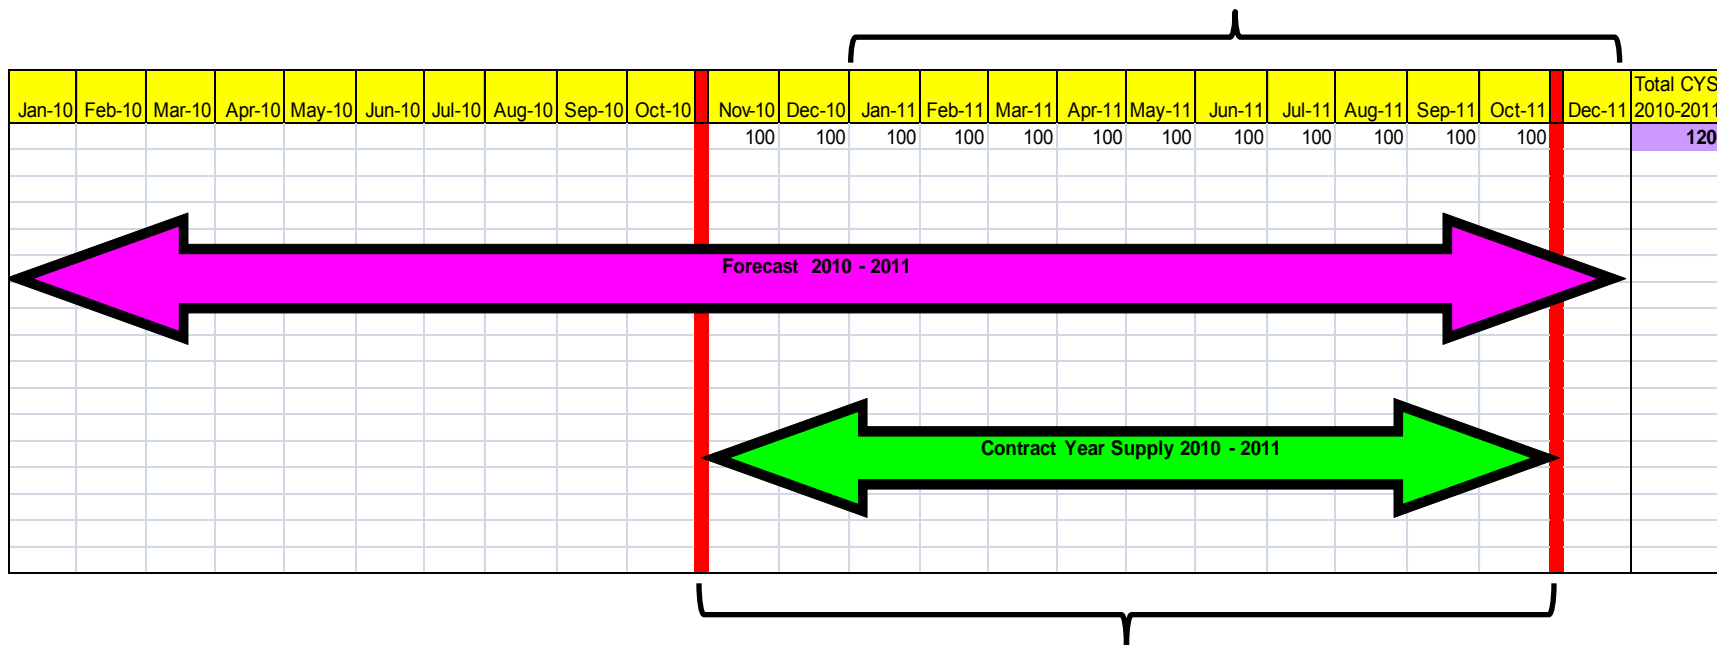 Total CYS
Jan-10 Feb-10 Mar-10 Apr-10 May-10 Jun-10 Jul-10 Aug-10 Sep-10 Oct-10 Nov-10 Dec-10 Jan-11 Feb-11 Mar-11 Apr-11 May-11 Jun-11 Jul-11 Aug-11 Sep-11 Oct-11 Dec-11 2010-2011
100 100 100 100 100 100 100 100 100 100 100 100 120
Forecast 2010 - 2011
Contract Year Supply 2010 - 2011